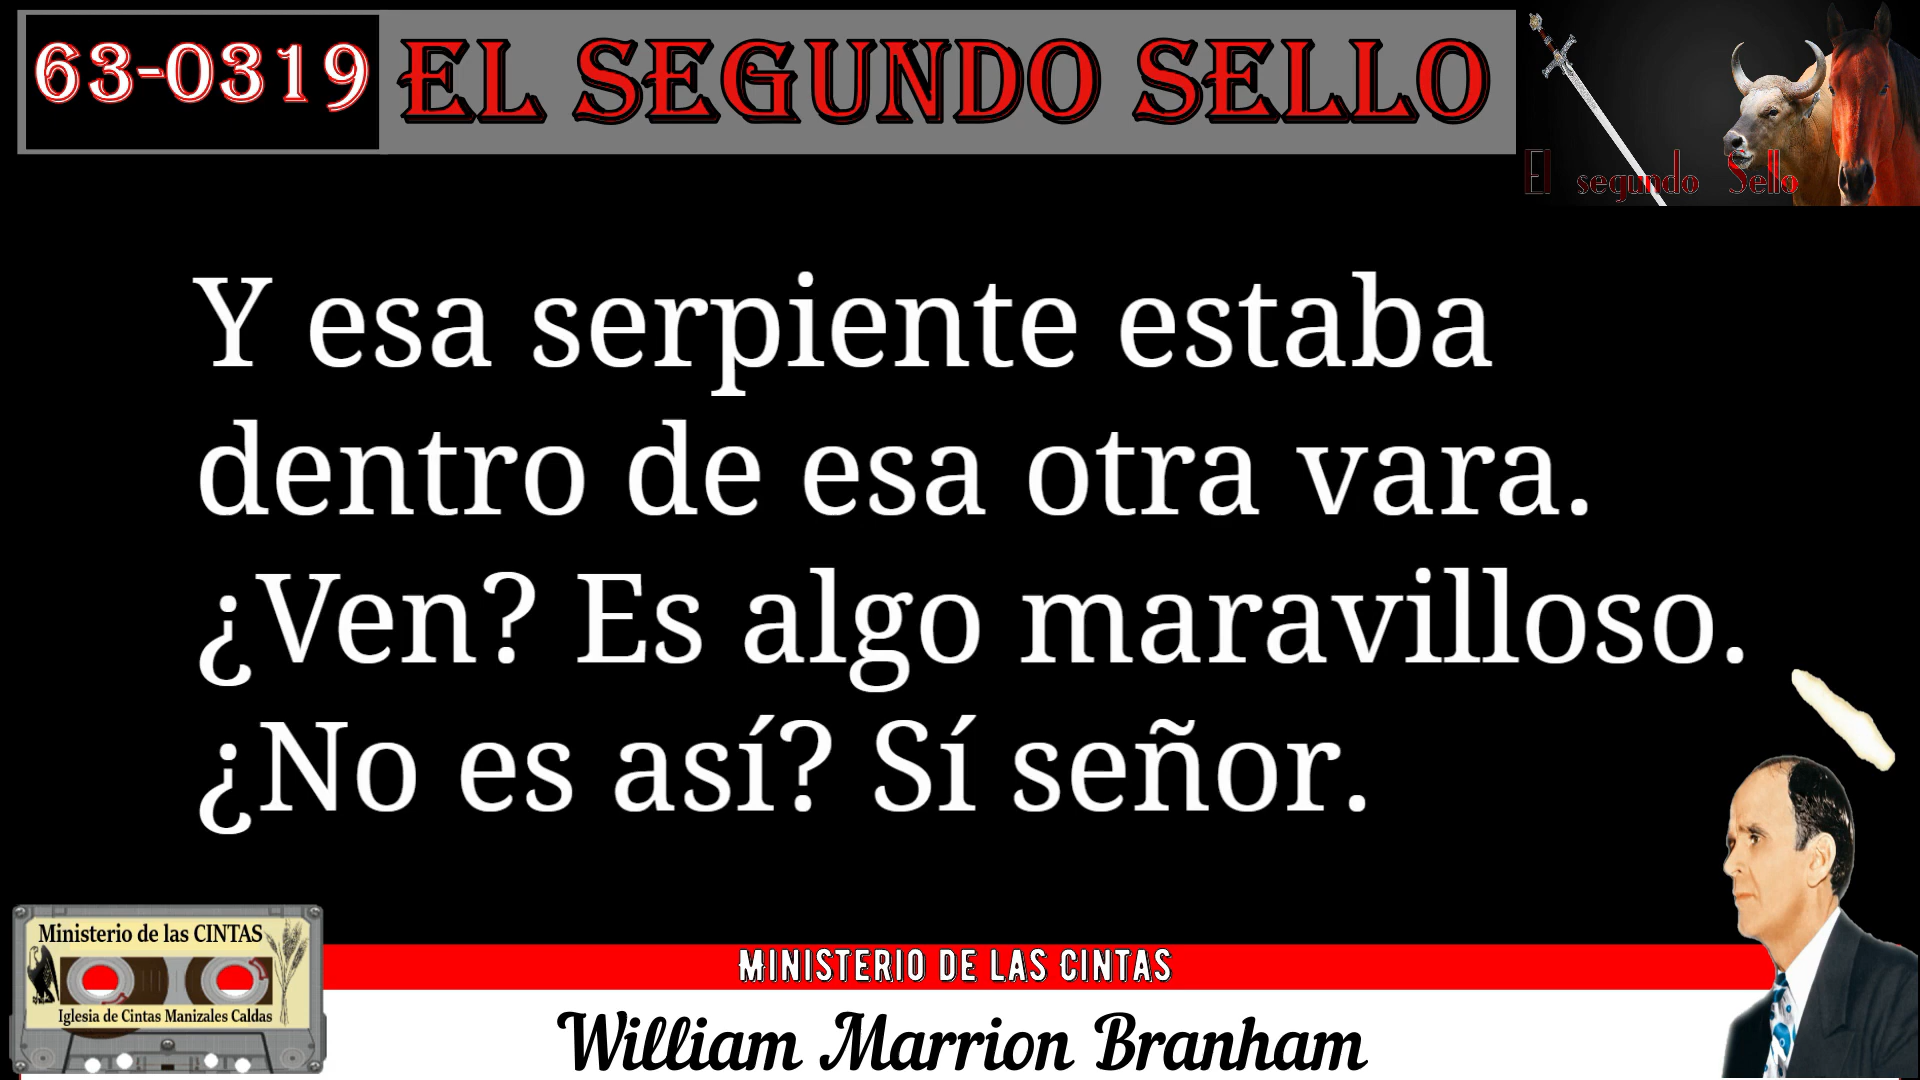 63-0319
EL SEGUNDO SELLO
El segundo Sello
Y esa serpiente estaba
dentro de esa otra vara.
¿Ven? Es algo maravilloso.
¿No es así? Sí señor.
Ministerio de las CINTAS
Iglesia de Cintas Manizales Caldas
MINISTERIO DE LAS CINTAS
William Marrion Branham